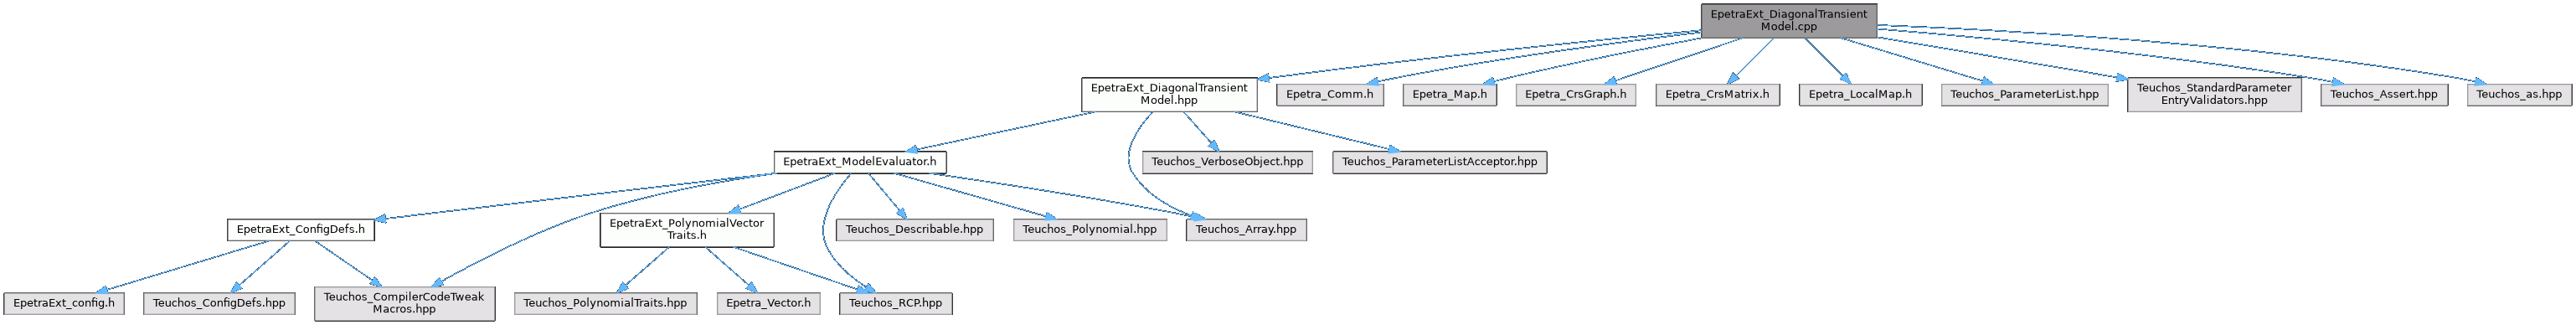 EpetraExt_DiagonalTransient
Model.cpp
EpetraExt_DiagonalTransient
Model.hpp
Epetra_Comm.h
Epetra_Map.h
Epetra_CrsGraph.h
Epetra_CrsMatrix.h
Epetra_LocalMap.h
Teuchos_ParameterList.hpp
Teuchos_StandardParameter
EntryValidators.hpp
Teuchos_Assert.hpp
Teuchos_as.hpp
EpetraExt_ModelEvaluator.h
Teuchos_VerboseObject.hpp
Teuchos_ParameterListAcceptor.hpp
EpetraExt_ConfigDefs.h
EpetraExt_PolynomialVector
Traits.h
Teuchos_Describable.hpp
Teuchos_Polynomial.hpp
Teuchos_Array.hpp
EpetraExt_config.h
Teuchos_ConfigDefs.hpp
Teuchos_CompilerCodeTweak
Macros.hpp
Teuchos_PolynomialTraits.hpp
Epetra_Vector.h
Teuchos_RCP.hpp